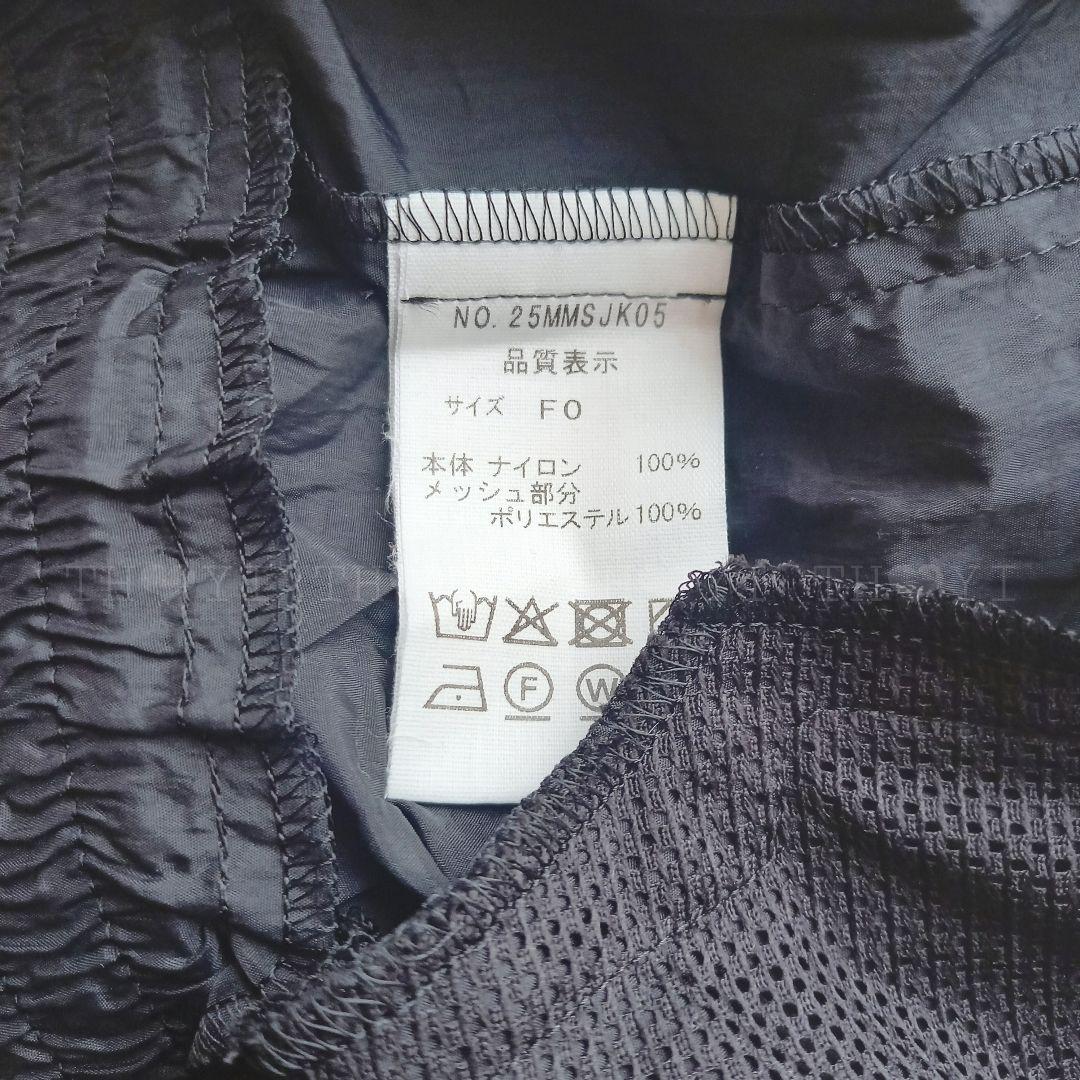 NO. 25MMSJK05
品質表示
サイズ F0
本体 ナイロン 100%
メッシュ部分
ポリエステル 100%
F W